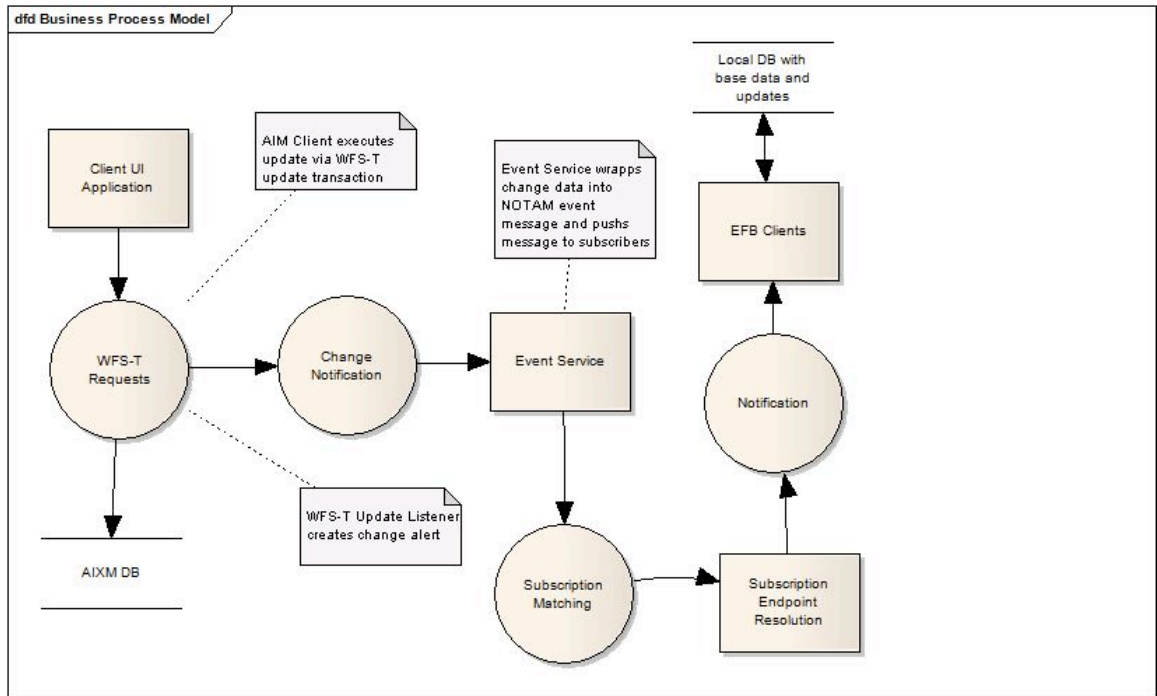 dfd Business Process Model
Local DB with
base data and
updates
AIM Client executes
update via WFS-T
update transaction
Client UI
Application
Event Service wrapps
change data into
NOTAM event
message and pushs
message to subscribers
EFB Clients
WFS-T
Requests
Change
Notification
Event Service
Notification
WFS-T Update Listener
creates change alert
AIXM DB
Subscription
Matching
Subscription
Endpoint
Resolution